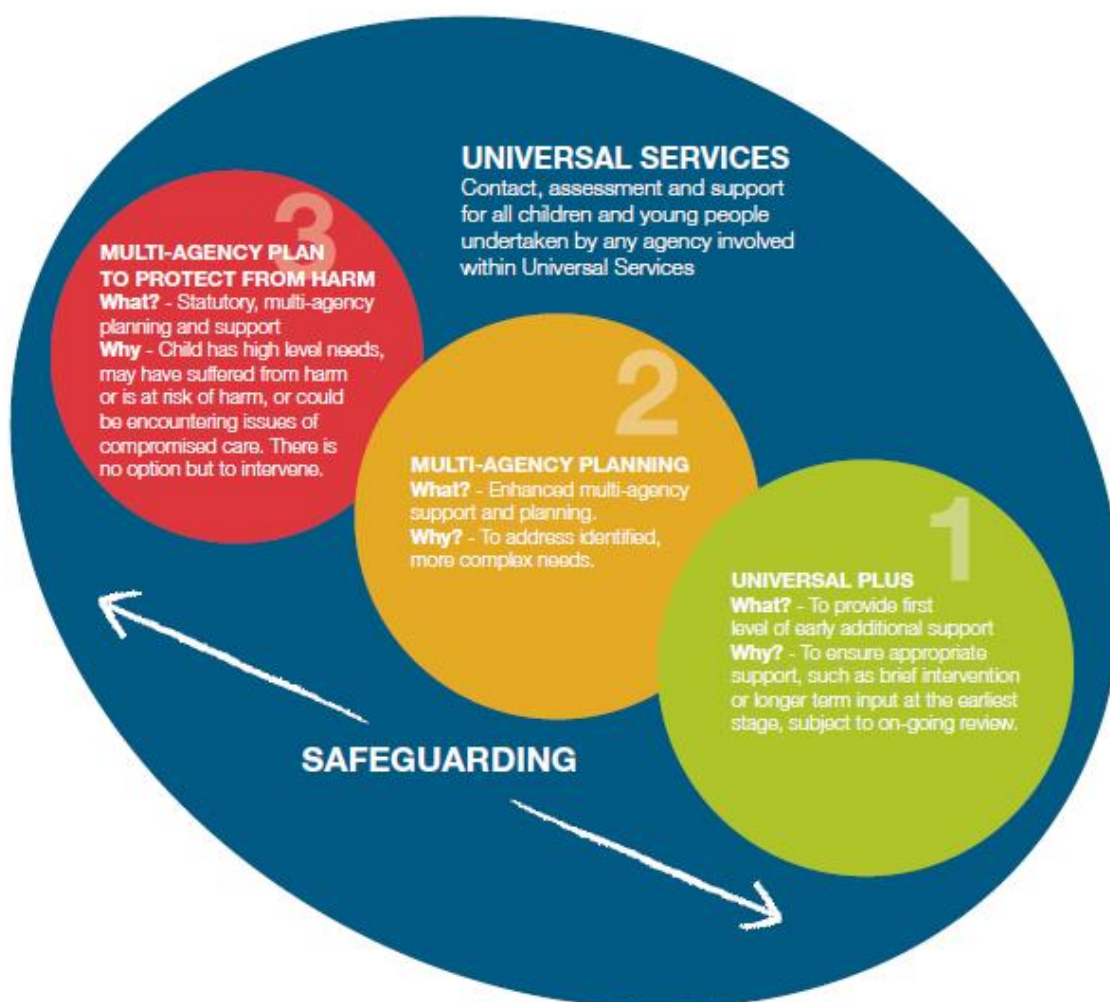 UNIVERSAL SERVICES
Contact, assessment and support
for all children and young people
undertaken by any agency involved
within Universal Services
3
MULTI-AGENCY PLAN
TO PROTECT FROM HARM
What? - Statutory, multi-agency
planning and support
Why - Child has high level needs,
may have suffered from harm
or is at risk of harm, or could
be encountering issues of
compromised care. There is
no option but to intervene.
2
MULTI-AGENCY PLANNING
What? - Enhanced multi-agency
support and planning.
Why? - To address identified,
more complex needs.
1
UNIVERSAL PLUS
What? - To provide first
level of early additional support
Why? - To ensure appropriate
support, such as brief intervention
or longer term input at the earliest
stage, subject to on-going review.
SAFEGUARDING